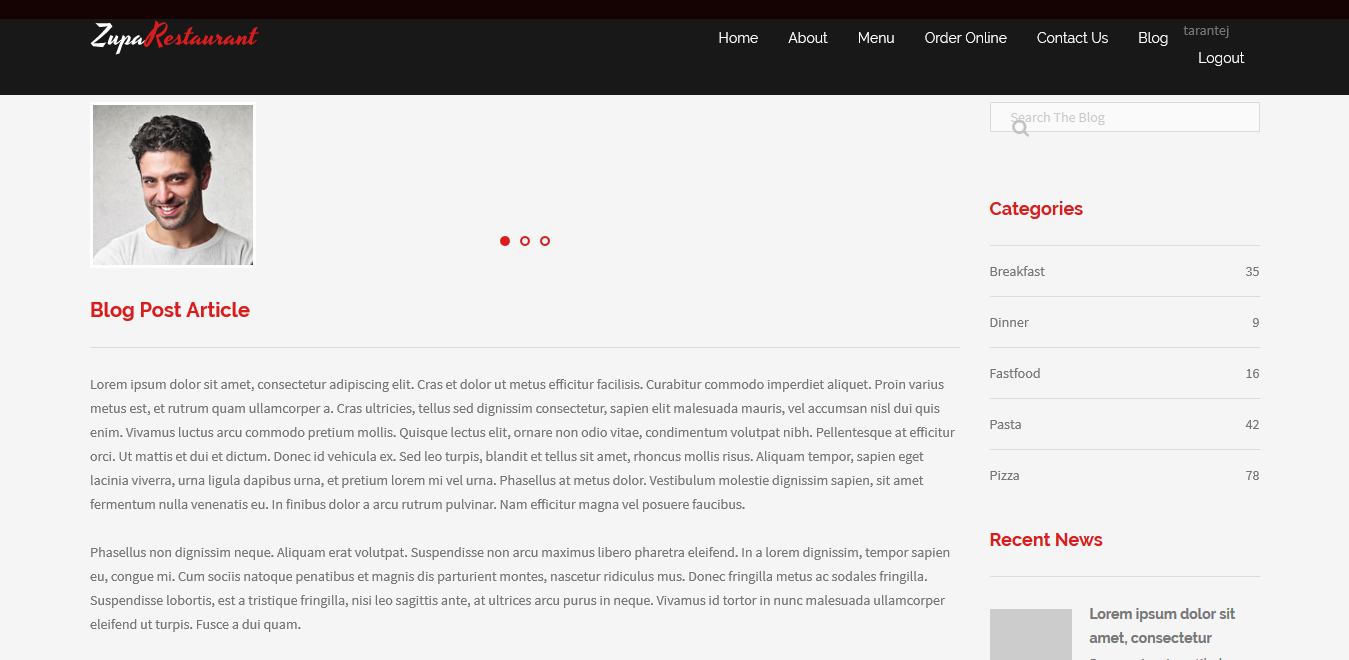 ZupaRestaurant
Home
About
Menu
Order Online
Contact Us
Blog
tarantej
Logout
Search The Blog
Blog Post Article
Lorem ipsum dolor sit amet, consectetur adipiscing elit. Cras et dolor ut metus efficitur facilisis. Curabitur commodo imperdiet aliquet. Proin varius
metus est, et rutrum quam ullamcorper a. Cras ultricies, tellus sed dignissim consectetur, sapien elit malesuada mauris, vel accumsan nisl dui quis
enim. Vivamus luctus arcu commodo pretium mollis. Quisque lectus elit, ornare non odio vitae, condimentum volutpat nibh. Pellentesque at efficitur
orci. Ut mattis et dui et dictum. Donec id vehicula ex. Sed leo turpis, blandit et tellus sit amet, rhoncus mollis risus. Aliquam tempor, sapien eget
lacinia viverra, urna ligula dapibus urna, et pretium lorem mi vel urna. Phasellus at metus dolor. Vestibulum molestie dignissim sapien, sit amet
fermentum nulla venenatis eu. In finibus dolor a arcu rutrum pulvinar. Nam efficitur magna vel posuere faucibus.
Phasellus non dignissim neque. Aliquam erat volutpat. Suspendisse non arcu maximus libero pharetra eleifend. In a lorem dignissim, tempor sapien
eu, congue mi. Cum sociis natoque penatibus et magnis dis parturient montes, nascetur ridiculus mus. Donec fringilla metus ac sodales fringilla.
Suspendisse lobortis, est a tristique fringilla, nisi leo sagittis ante, at ultrices arcu purus in neque. Vivamus id tortor in nunc malesuada ullamcorper
eleifend ut turpis. Fusce a dui quam.
Categories
Breakfast 35
Dinner 9
Fastfood 16
Pasta 42
Pizza 78
Recent News
Lorem ipsum dolor sit
amet, consectetur